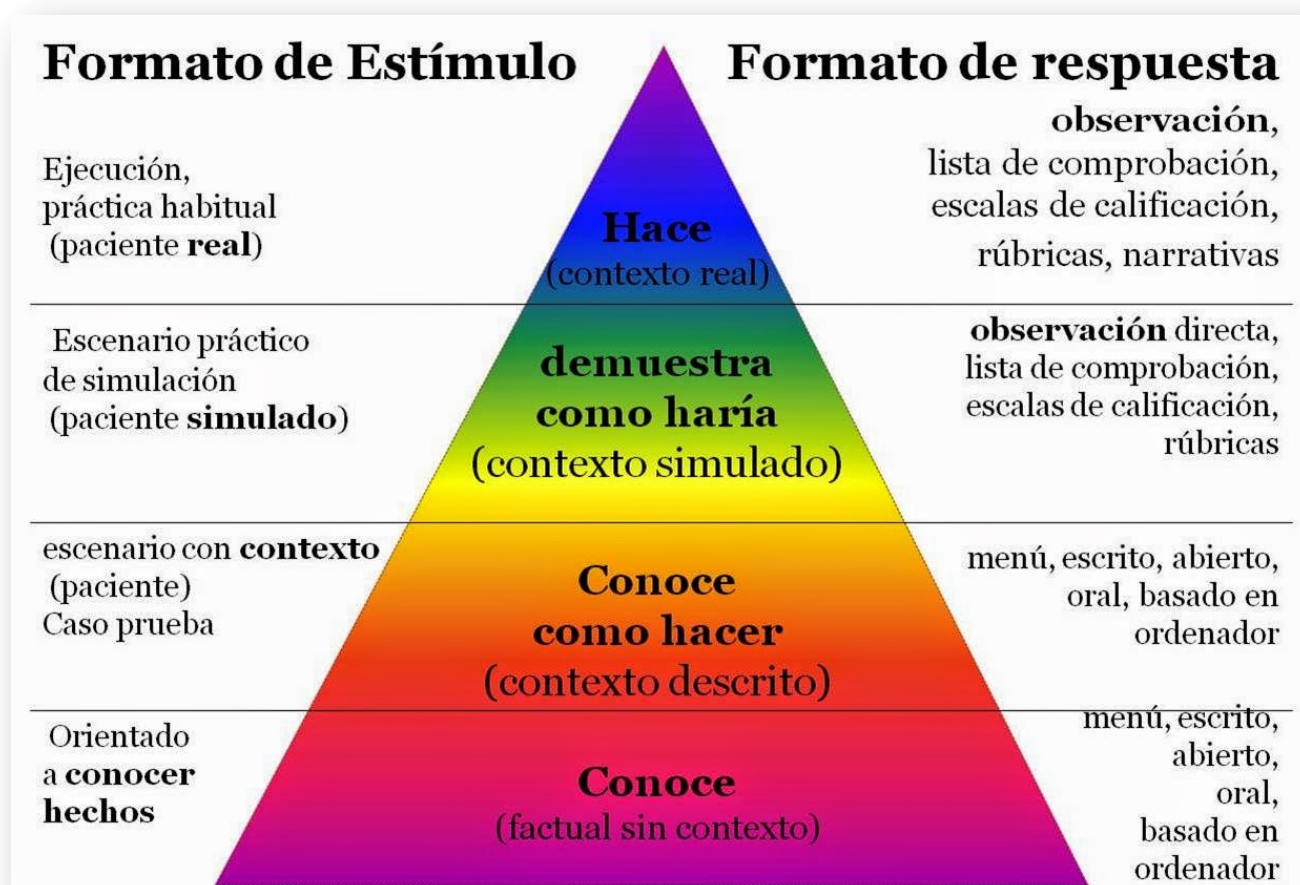 Formato de Estímulo
Formato de respuesta
Ejecución,
práctica habitual
(paciente real)
Hace
(contexto real)
observación,
lista de comprobación,
escalas de calificación,
rúbricas, narrativas
Escenario práctico
de simulación
(paciente simulado)
demuestra
como haría
(contexto simulado)
observación directa,
lista de comprobación,
escalas de calificación,
rúbricas
escenario con contexto
(paciente)
Caso prueba
Conoce
como hacer
(contexto descrito)
menú, escrito, abierto,
oral, basado en
ordenador
Orientado
a conocer
hechos
Conoce
(factual sin contexto)
menú, escrito,
abierto,
oral,
basado en
ordenador